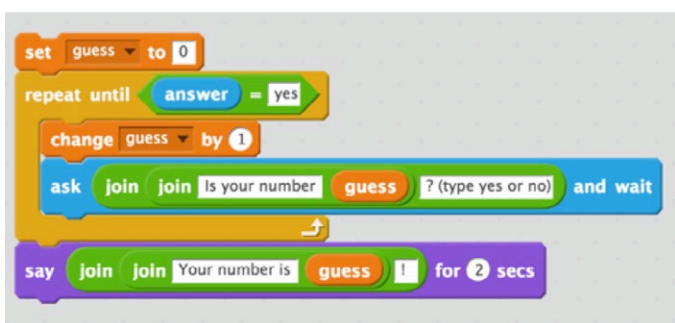 set guess to 0
repeat until answer = yes
change guess by 1
ask join join Is your number guess ? (type yes or no) and wait
say join join Your number is guess ! for 2 secs